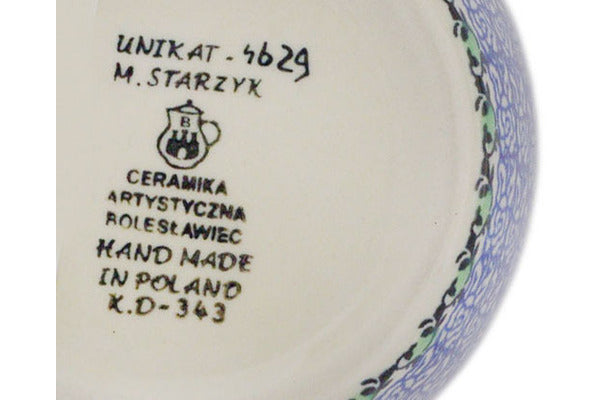 UNIKAT - 4629
M. STARZYK
B
CERAMIKA
ARTYSTYCZNA
BOLESŁAWIEC
HAND MADE
IN POLAND
K.D-343